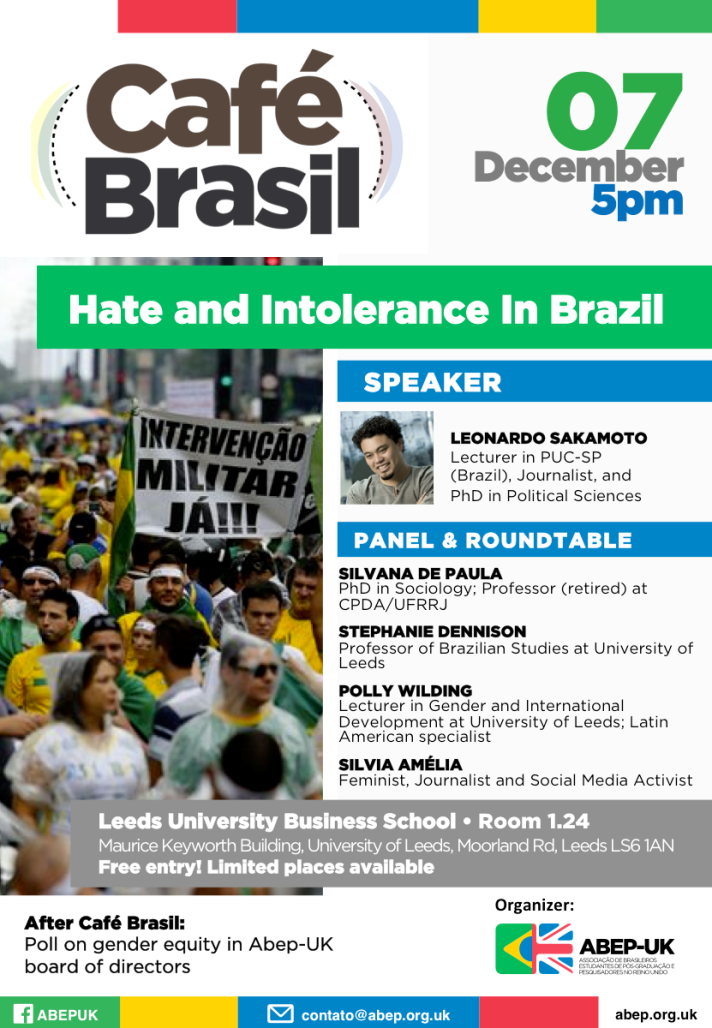 Café
Brasil
07
December
5pm
Hate and Intolerance In Brazil
INTERVENÇÃO
MILITAR
JÁ!!!
SPEAKER
LEONARDO SAKAMOTO
Lecturer in PUC-SP
(Brazil), Journalist, and
PhD in Political Sciences
PANEL & ROUNDTABLE
SILVANA DE PAULA
PhD in Sociology; Professor (retired) at
CPDA/UFRRJ
STEPHANIE DENNISON
Professor of Brazilian Studies at University of
Leeds
POLLY WILDING
Lecturer in Gender and International
Development at University of Leeds; Latin
American specialist
SILVIA AMÉLIA
Feminist, Journalist and Social Media Activist
Leeds University Business School • Room 1.24
Maurice Keyworth Building, University of Leeds, Moorland Rd, Leeds LS6 1AN
Free entry! Limited places available
After Café Brasil:
Poll on gender equity in Abep-UK
board of directors
Organizer:
ABEP-UK
ASSOCIAÇÃO DE BRASILEIROS
ESTUDANTES DE PÓS-GRADUAÇÃO E
PESQUISADORES NO REINO UNIDO
f ABEPUK
contato@abep.org.uk
abep.org.uk